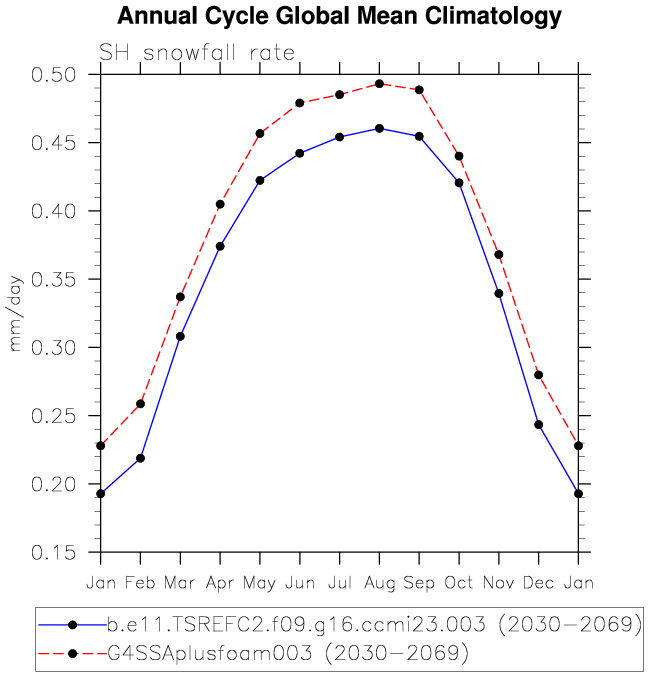 Annual Cycle Global Mean Climatology
SH snowfall rate
0.50
0.45
0.40
0.35
0.30
0.25
0.20
0.15
mm/day
Jan Feb Mar Apr May Jun Jul Aug Sep Oct Nov Dec Jan
b.e11.TSREFC2.f09.g16.ccmi23.003 (2030-2069)
G4SSAplusfoam003 (2030-2069)